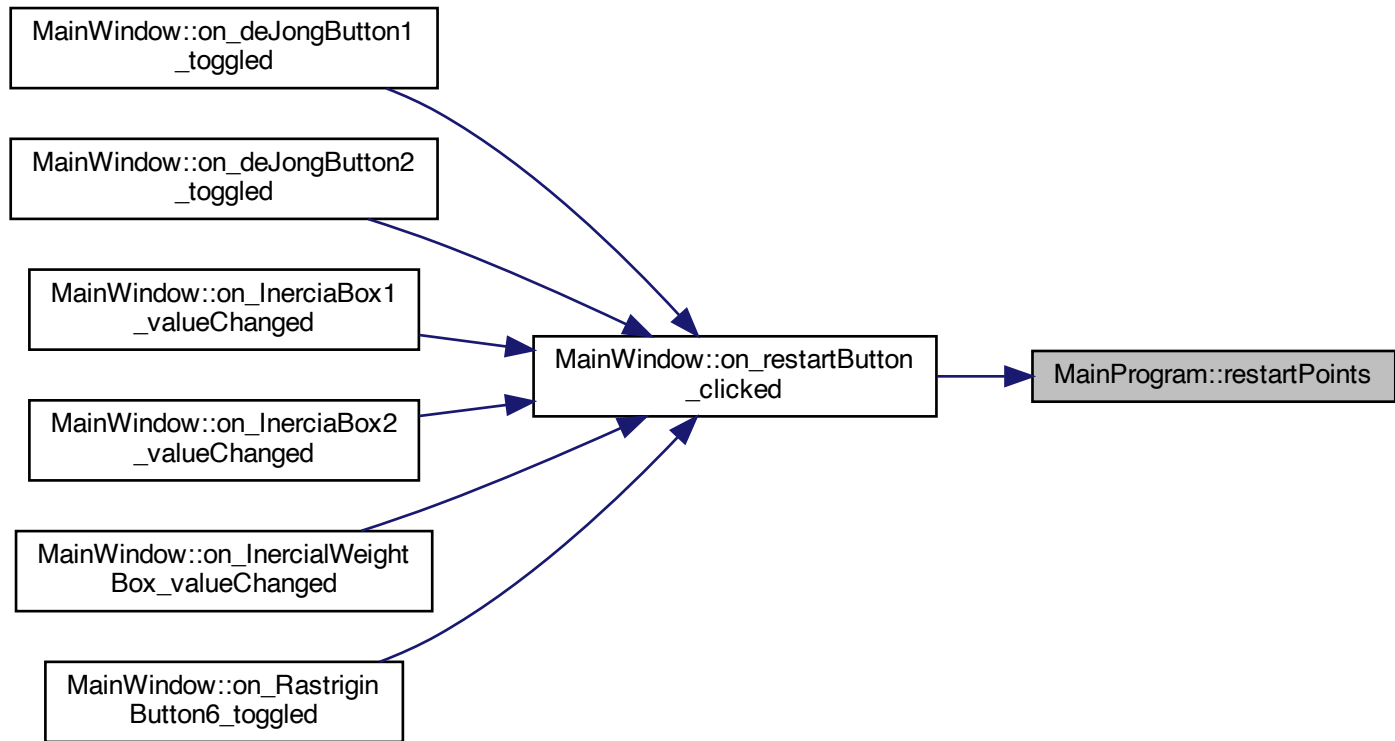 MainWindow::on_deJongButton1
_toggled
MainWindow::on_deJongButton2
_toggled
MainWindow::on_InerciaBox1
_valueChanged
MainWindow::on_InerciaBox2
_valueChanged
MainWindow::on_InercialWeight
Box_valueChanged
MainWindow::on_Rastrigin
Button6_toggled
MainWindow::on_restartButton
_clicked
MainProgram::restartPoints